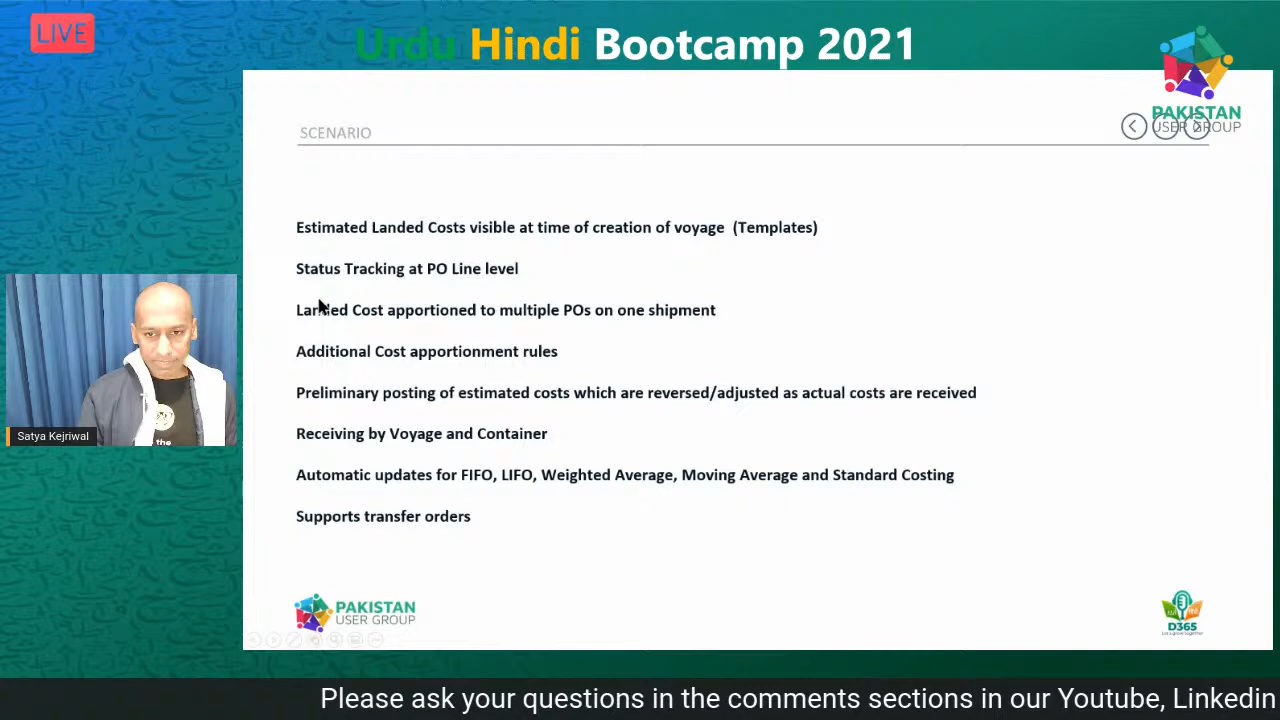 LIVE
Urdu Hindi Bootcamp 2021
PAKISTAN
USER GROUP
SCENARIO
Estimated Landed Costs visible at time of creation of voyage (Templates)
Status Tracking at PO Line level
Landed Cost apportioned to multiple POs on one shipment
Additional Cost apportionment rules
Preliminary posting of estimated costs which are reversed/adjusted as actual costs are received
Receiving by Voyage and Container
Automatic updates for FIFO, LIFO, Weighted Average, Moving Average and Standard Costing
Supports transfer orders
Satya Kejriwal
the
PAKISTAN
USER GROUP
D365
Please ask your questions in the comments sections in our Youtube, Linkedin